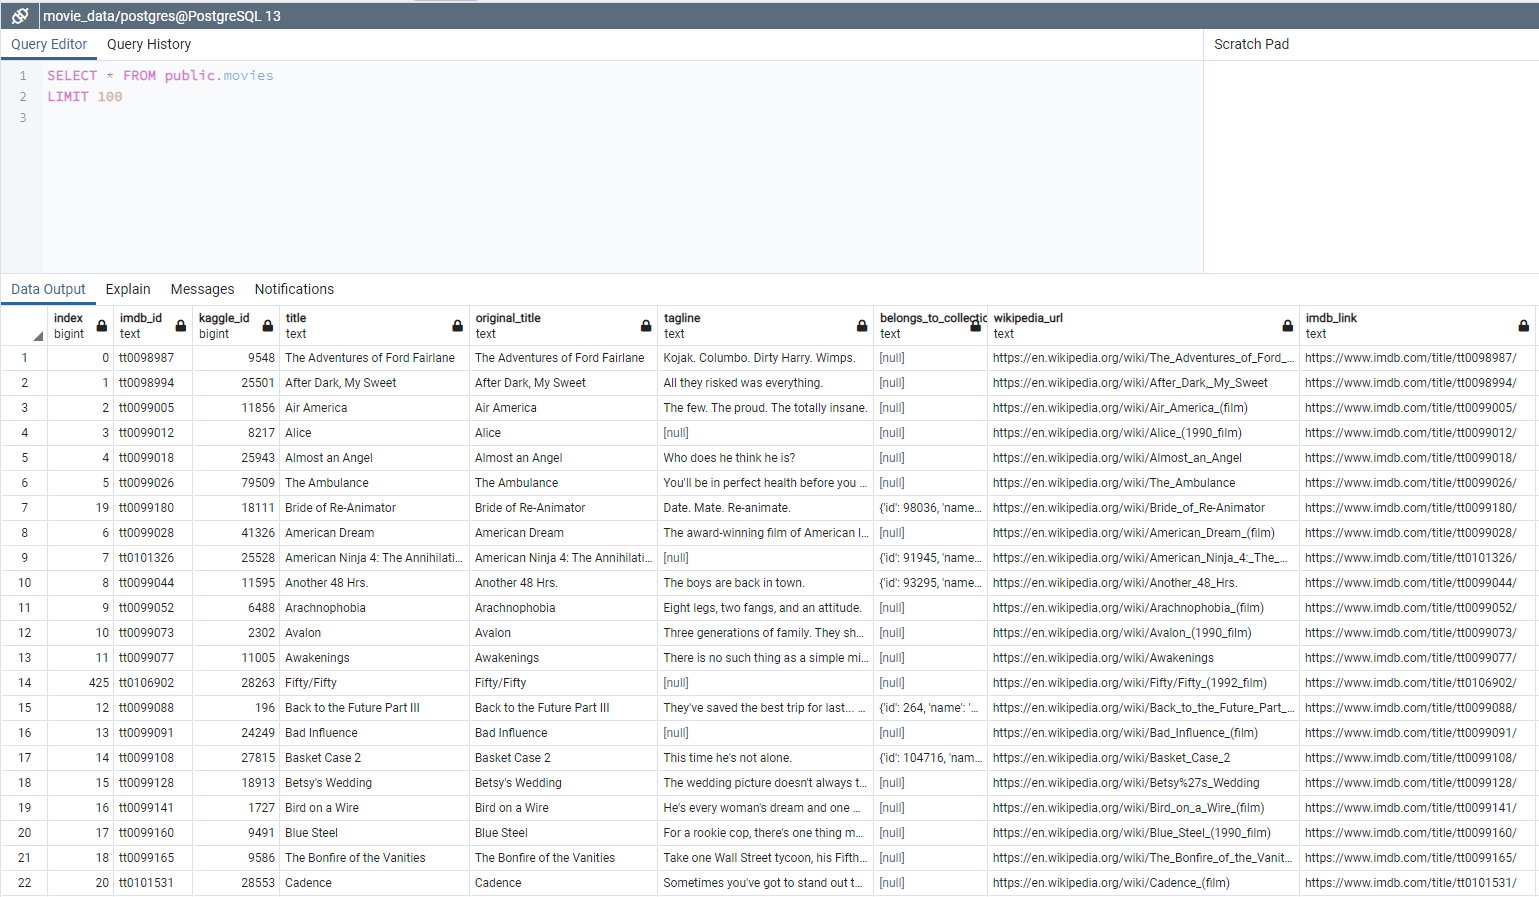 movie_data/postgres@PostgreSQL 13
Query Editor Query History Scratch Pad
1 SELECT * FROM public.movies
2 LIMIT 100
3
Data Output Explain Messages Notifications
index bigint imdb_id text kaggle_id bigint title text original_title text tagline text belongs_to_collectic text wikipedia_url text imdb_link text
1 0 tt0098987 9548 The Adventures of Ford Fairlane The Adventures of Ford Fairlane Kojak. Columbo. Dirty Harry. Wimps. [null] https://en.wikipedia.org/wiki/The_Adventures_of_Ford_... https://www.imdb.com/title/tt0098987/
2 1 tt0098994 25501 After Dark, My Sweet After Dark, My Sweet All they risked was everything. [null] https://en.wikipedia.org/wiki/After_Dark,_My_Sweet https://www.imdb.com/title/tt0098994/
3 2 tt0099005 11856 Air America Air America The few. The proud. The totally insane. [null] https://en.wikipedia.org/wiki/Air_America_(film) https://www.imdb.com/title/tt0099005/
4 3 tt0099012 8217 Alice Alice [null] [null] https://en.wikipedia.org/wiki/Alice_(1990_film) https://www.imdb.com/title/tt0099012/
5 4 tt0099018 25943 Almost an Angel Almost an Angel Who does he think he is? [null] https://en.wikipedia.org/wiki/Almost_an_Angel https://www.imdb.com/title/tt0099018/
6 5 tt0099026 79509 The Ambulance The Ambulance You'll be in perfect health before you ... [null] https://en.wikipedia.org/wiki/The_Ambulance https://www.imdb.com/title/tt0099026/
7 19 tt0099180 18111 Bride of Re-Animator Bride of Re-Animator Date. Mate. Re-animate. {'id': 98036, 'name... https://en.wikipedia.org/wiki/Bride_of_Re-Animator https://www.imdb.com/title/tt0099180/
8 6 tt0099028 41326 American Dream American Dream The award-winning film of American l... [null] https://en.wikipedia.org/wiki/American_Dream_(film) https://www.imdb.com/title/tt0099028/
9 7 tt0101326 25528 American Ninja 4: The Annihilati... American Ninja 4: The Annihilati... [null] {'id': 91945, 'name... https://en.wikipedia.org/wiki/American_Ninja_4:_The_... https://www.imdb.com/title/tt0101326/
10 8 tt0099044 11595 Another 48 Hrs. Another 48 Hrs. The boys are back in town. {'id': 93295, 'name... https://en.wikipedia.org/wiki/Another_48_Hrs. https://www.imdb.com/title/tt0099044/
11 9 tt0099052 6488 Arachnophobia Arachnophobia Eight legs, two fangs, and an attitude. [null] https://en.wikipedia.org/wiki/Arachnophobia_(film) https://www.imdb.com/title/tt0099052/
12 10 tt0099073 2302 Avalon Avalon Three generations of family. They sh... [null] https://en.wikipedia.org/wiki/Avalon_(1990_film) https://www.imdb.com/title/tt0099073/
13 11 tt0099077 11005 Awakenings Awakenings There is no such thing as a simple mi... [null] https://en.wikipedia.org/wiki/Awakenings https://www.imdb.com/title/tt0099077/
14 425 tt0106902 28263 Fifty/Fifty Fifty/Fifty [null] [null] https://en.wikipedia.org/wiki/Fifty/Fifty_(1992_film) https://www.imdb.com/title/tt0106902/
15 12 tt0099088 196 Back to the Future Part III Back to the Future Part III They've saved the best trip for last... ... {'id': 264, 'name': '... https://en.wikipedia.org/wiki/Back_to_the_Future_Part_... https://www.imdb.com/title/tt0099088/
16 13 tt0099091 24249 Bad Influence Bad Influence [null] [null] https://en.wikipedia.org/wiki/Bad_Influence_(film) https://www.imdb.com/title/tt0099091/
17 14 tt0099108 27815 Basket Case 2 Basket Case 2 This time he's not alone. {'id': 104716, 'nam... https://en.wikipedia.org/wiki/Basket_Case_2 https://www.imdb.com/title/tt0099108/
18 15 tt0099128 18913 Betsy's Wedding Betsy's Wedding The wedding picture doesn't always t... [null] https://en.wikipedia.org/wiki/Betsy%27s_Wedding https://www.imdb.com/title/tt0099128/
19 16 tt0099141 1727 Bird on a Wire Bird on a Wire He's every woman's dream and one ... [null] https://en.wikipedia.org/wiki/Bird_on_a_Wire_(film) https://www.imdb.com/title/tt0099141/
20 17 tt0099160 9491 Blue Steel Blue Steel For a rookie cop, there's one thing m... [null] https://en.wikipedia.org/wiki/Blue_Steel_(1990_film) https://www.imdb.com/title/tt0099160/
21 18 tt0099165 9586 The Bonfire of the Vanities The Bonfire of the Vanities Take one Wall Street tycoon, his Fifth... [null] https://en.wikipedia.org/wiki/The_Bonfire_of_the_Vanit... https://www.imdb.com/title/tt0099165/
22 20 tt0101531 28553 Cadence Cadence Sometimes you've got to stand out t... [null] https://en.wikipedia.org/wiki/Cadence_(film) https://www.imdb.com/title/tt0101531/